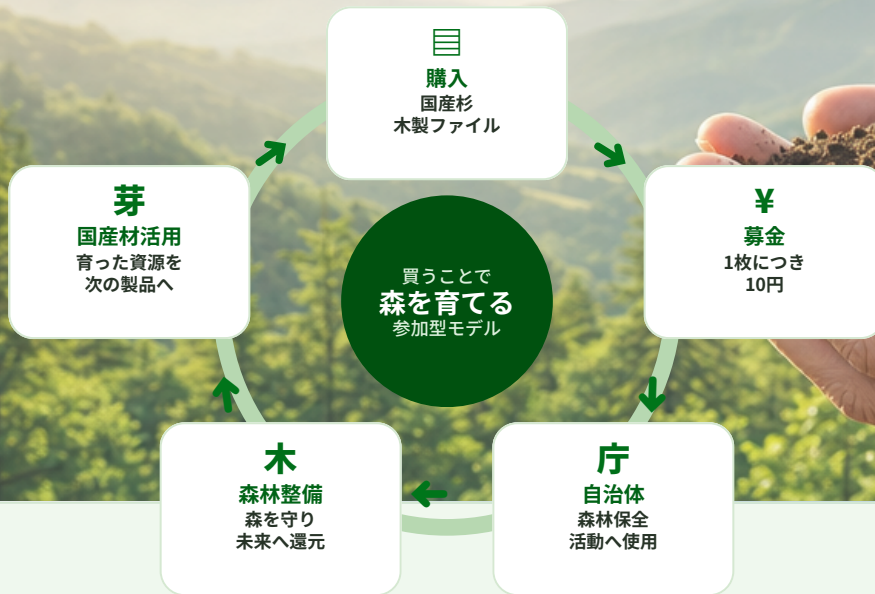 購入
国産杉
木製ファイル
¥
募金
1枚につき
10円
庁
自治体
森林保全
活動へ使用
木
森林整備
森を守り
未来へ還元
芽
国産材活用
育った資源を
次の製品へ
買うことで
森を育てる
参加型モデル